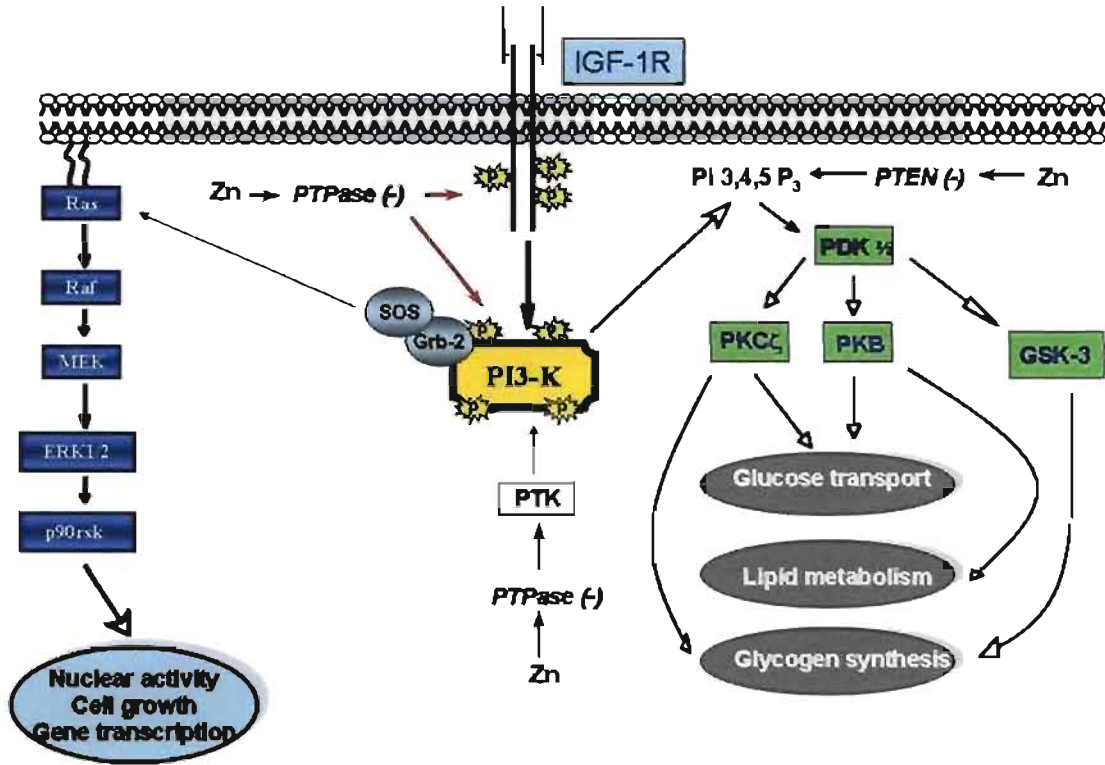 IGF-1R
P
P
P
Zn
PTPase (-)
PI 3,4,5 P3
PTEN (-)
Zn
Ras
PDK ½
Raf
SOS
Grb-2
P
P
PI3-K
P
P
PKCζ
PKB
GSK-3
MEK
ERK1/2
PTK
Glucose transport
p90rsk
Lipid metabolism
PTPase (-)
Zn
Glycogen synthesis
Nuclear activity
Cell growth
Gene transcription